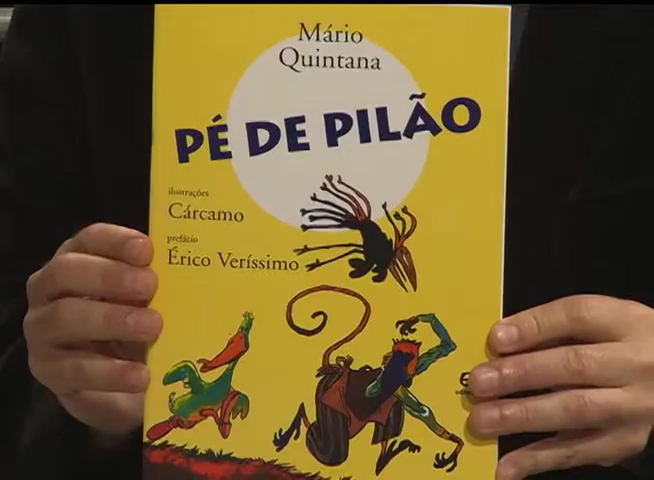 Mário
Quintana
PÉ DE PILÃO
ilustrações
Cárcamo
prefácio
Érico Veríssimo